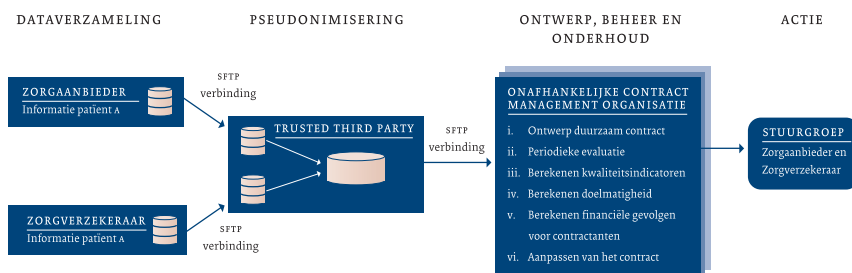 DATAVERZAMELING
PSEUDONIMISERING
ONTWERP, BEHEER EN
ONDERHOUD
ACTIE
ZORGAANBIEDER
Informatie patïent A
SFTP
verbinding
TRUSTED THIRD PARTY
ZORGVERZEKERAAR
Informatie patïent A
SFTP
verbinding
SFTP
verbinding
ONAFHANKELIJKE CONTRACT
MANAGEMENT ORGANISATIE
i. Ontwerp duurzaam contract
ii. Periodieke evaluatie
iii. Berekenen kwaliteitsindicatoren
iv. Berekenen doelmatigheid
v. Berekenen financiële gevolgen
voor contractanten
vi. Aanpassen van het contract
STUURGROEP
Zorgaanbieder en
Zorgverzekeraar